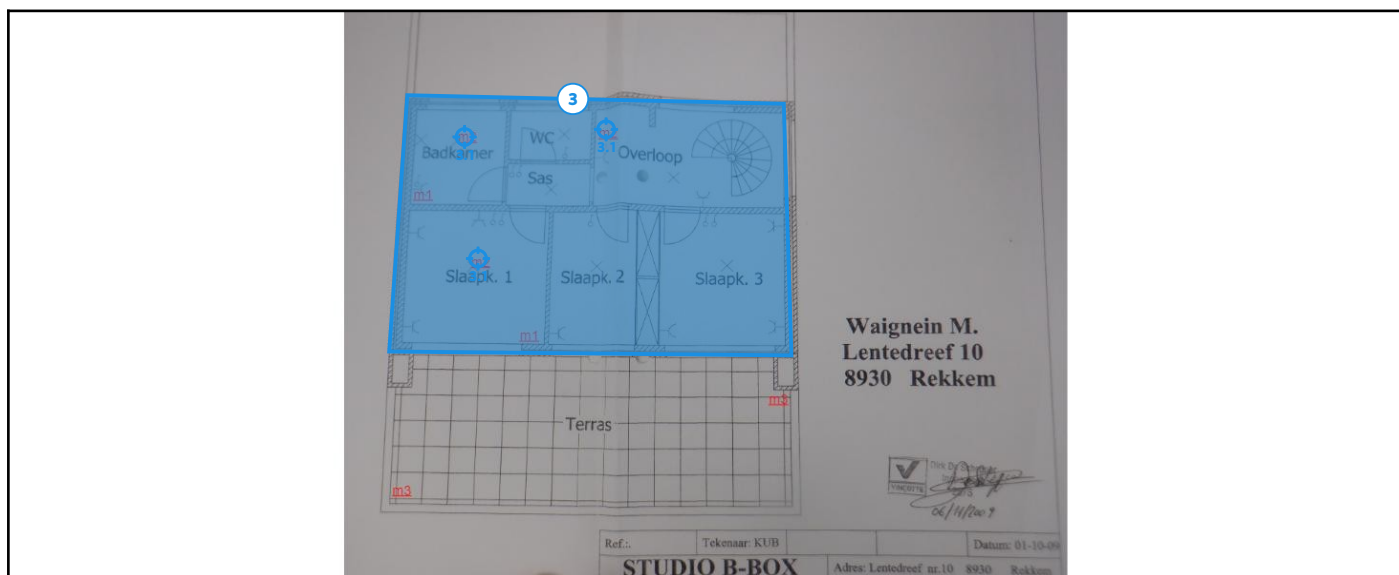 3
WC
Badkamer
3.1
Overloop
Sas
m1
Slaapk. 1
Slaapk. 2
Slaapk. 3
m1
Waignein M.
Lentedreef 10
8930 Rekkem
m3
Terras
m3
VINCOTTE
06/11/2009
Ref.:.
Tekenaar: KUB
Datum: 01-10-09
STUDIO B-BOX
Adres: Lentedreef nr.10 8930 Rekkem